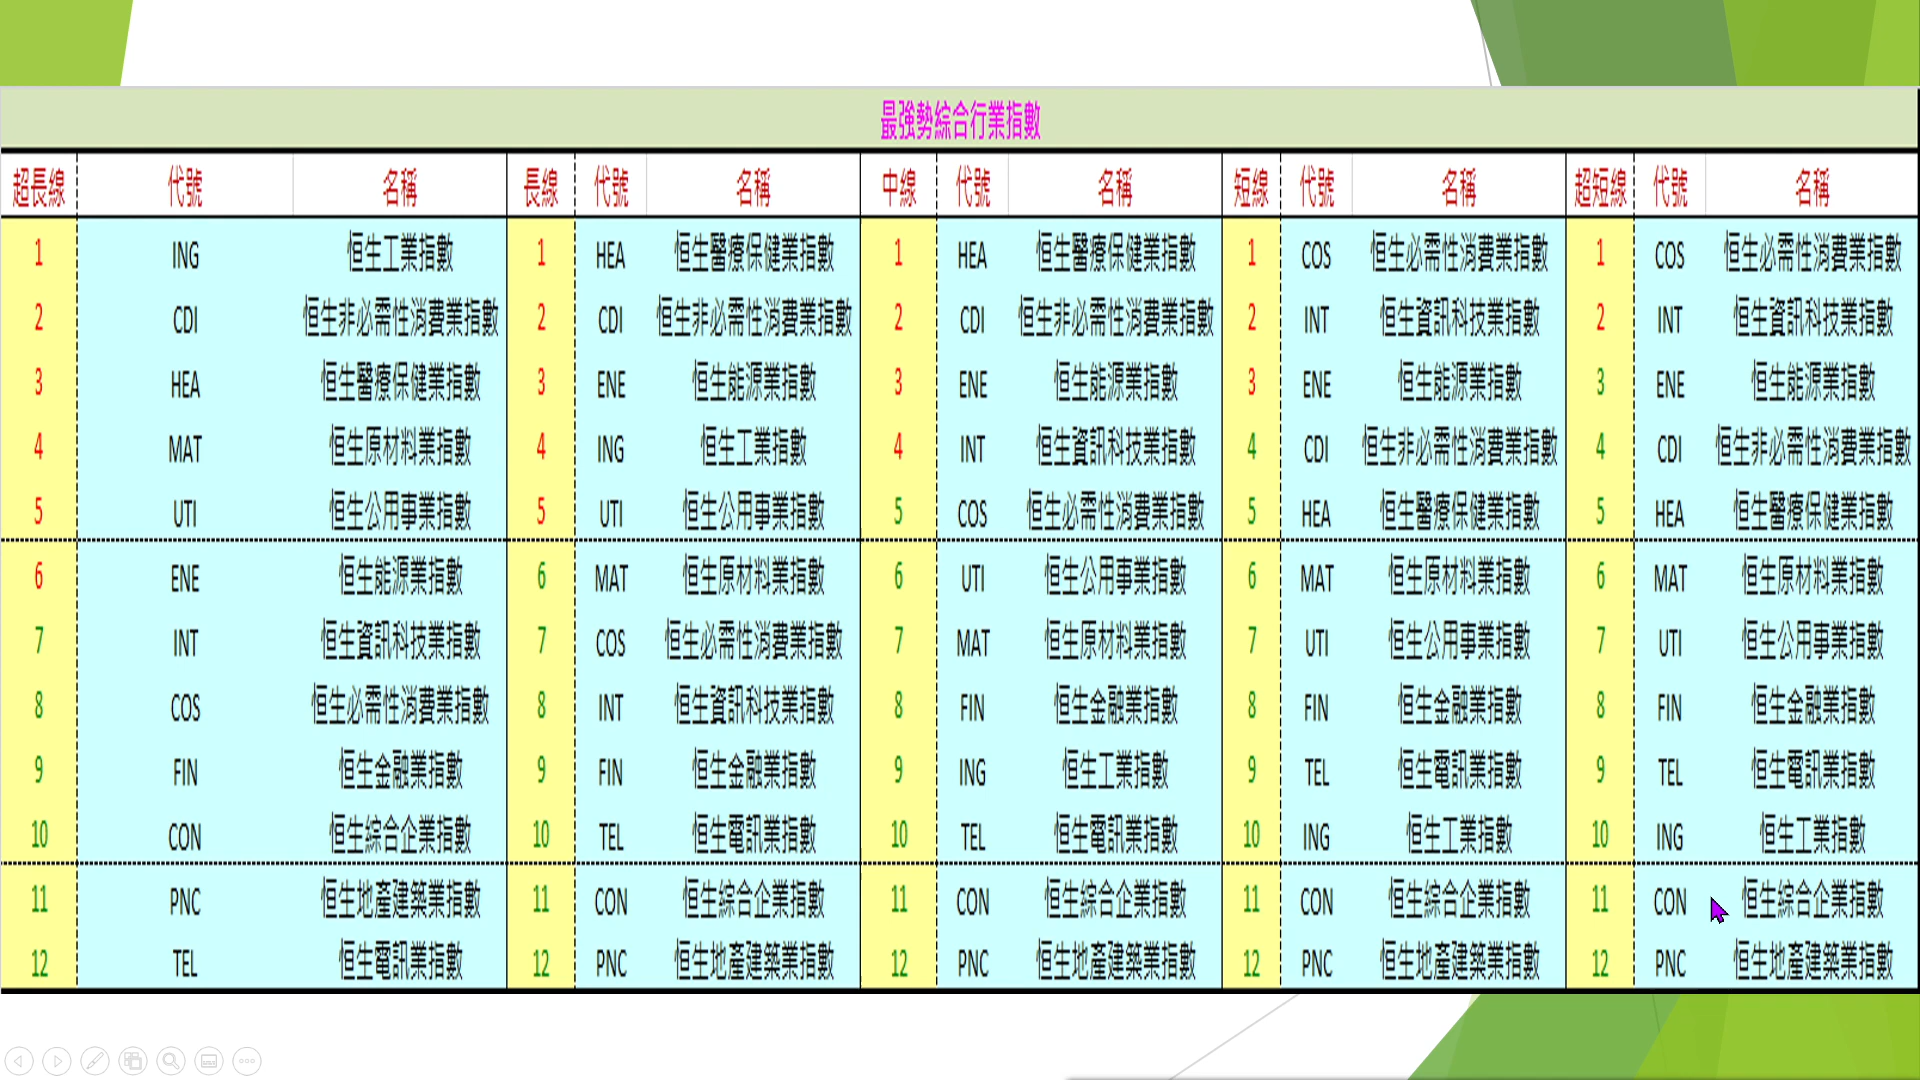 最強勢綜合行業指數
超長線 代號 名稱 長線 代號 名稱 中線 代號 名稱 短線 代號 名稱 超短線 代號 名稱
1 ING 恒生工業指數 1 HEA 恒生醫療保健業指數 1 HEA 恒生醫療保健業指數 1 COS 恒生必需性消費業指數 1 COS 恒生必需性消費業指數
2 CDI 恒生非必需性消費業指數 2 CDI 恒生非必需性消費業指數 2 CDI 恒生非必需性消費業指數 2 INT 恒生資訊科技業指數 2 INT 恒生資訊科技業指數
3 HEA 恒生醫療保健業指數 3 ENE 恒生能源業指數 3 ENE 恒生能源業指數 3 ENE 恒生能源業指數 3 ENE 恒生能源業指數
4 MAT 恒生原材料業指數 4 ING 恒生工業指數 4 INT 恒生資訊科技業指數 4 CDI 恒生非必需性消費業指數 4 CDI 恒生非必需性消費業指數
5 UTI 恒生公用事業指數 5 UTI 恒生公用事業指數 5 COS 恒生必需性消費業指數 5 HEA 恒生醫療保健業指數 5 HEA 恒生醫療保健業指數
6 ENE 恒生能源業指數 6 MAT 恒生原材料業指數 6 UTI 恒生公用事業指數 6 MAT 恒生原材料業指數 6 MAT 恒生原材料業指數
7 INT 恒生資訊科技業指數 7 COS 恒生必需性消費業指數 7 MAT 恒生原材料業指數 7 UTI 恒生公用事業指數 7 UTI 恒生公用事業指數
8 COS 恒生必需性消費業指數 8 INT 恒生資訊科技業指數 8 FIN 恒生金融業指數 8 FIN 恒生金融業指數 8 FIN 恒生金融業指數
9 FIN 恒生金融業指數 9 FIN 恒生金融業指數 9 ING 恒生工業指數 9 TEL 恒生電訊業指數 9 TEL 恒生電訊業指數
10 CON 恒生綜合企業指數 10 TEL 恒生電訊業指數 10 TEL 恒生電訊業指數 10 ING 恒生工業指數 10 ING 恒生工業指數
11 PNC 恒生地產建築業指數 11 CON 恒生綜合企業指數 11 CON 恒生綜合企業指數 11 CON 恒生綜合企業指數 11 CON 恒生綜合企業指數
12 TEL 恒生電訊業指數 12 PNC 恒生地產建築業指數 12 PNC 恒生地產建築業指數 12 PNC 恒生地產建築業指數 12 PNC 恒生地產建築業指數